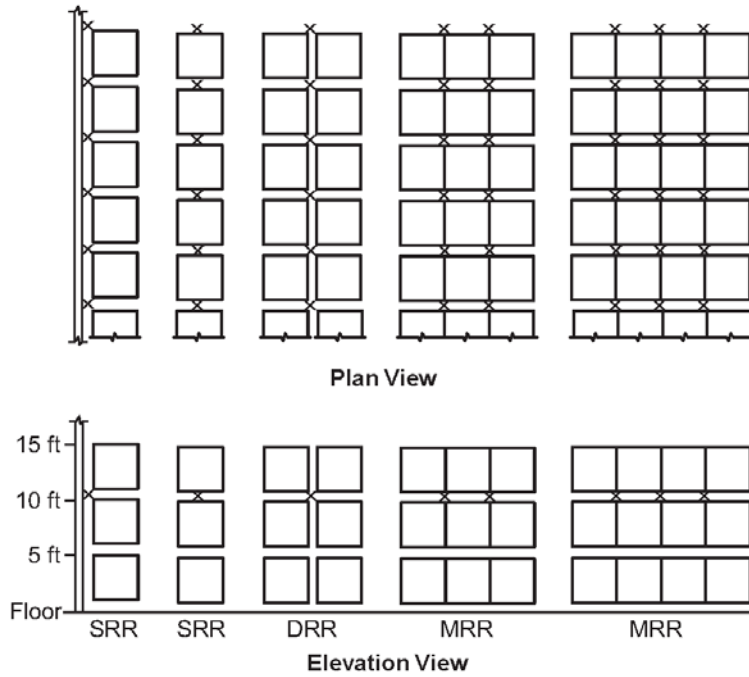 Plan View
15 ft
10 ft
5 ft
Floor
SRR SRR DRR MRR MRR
Elevation View